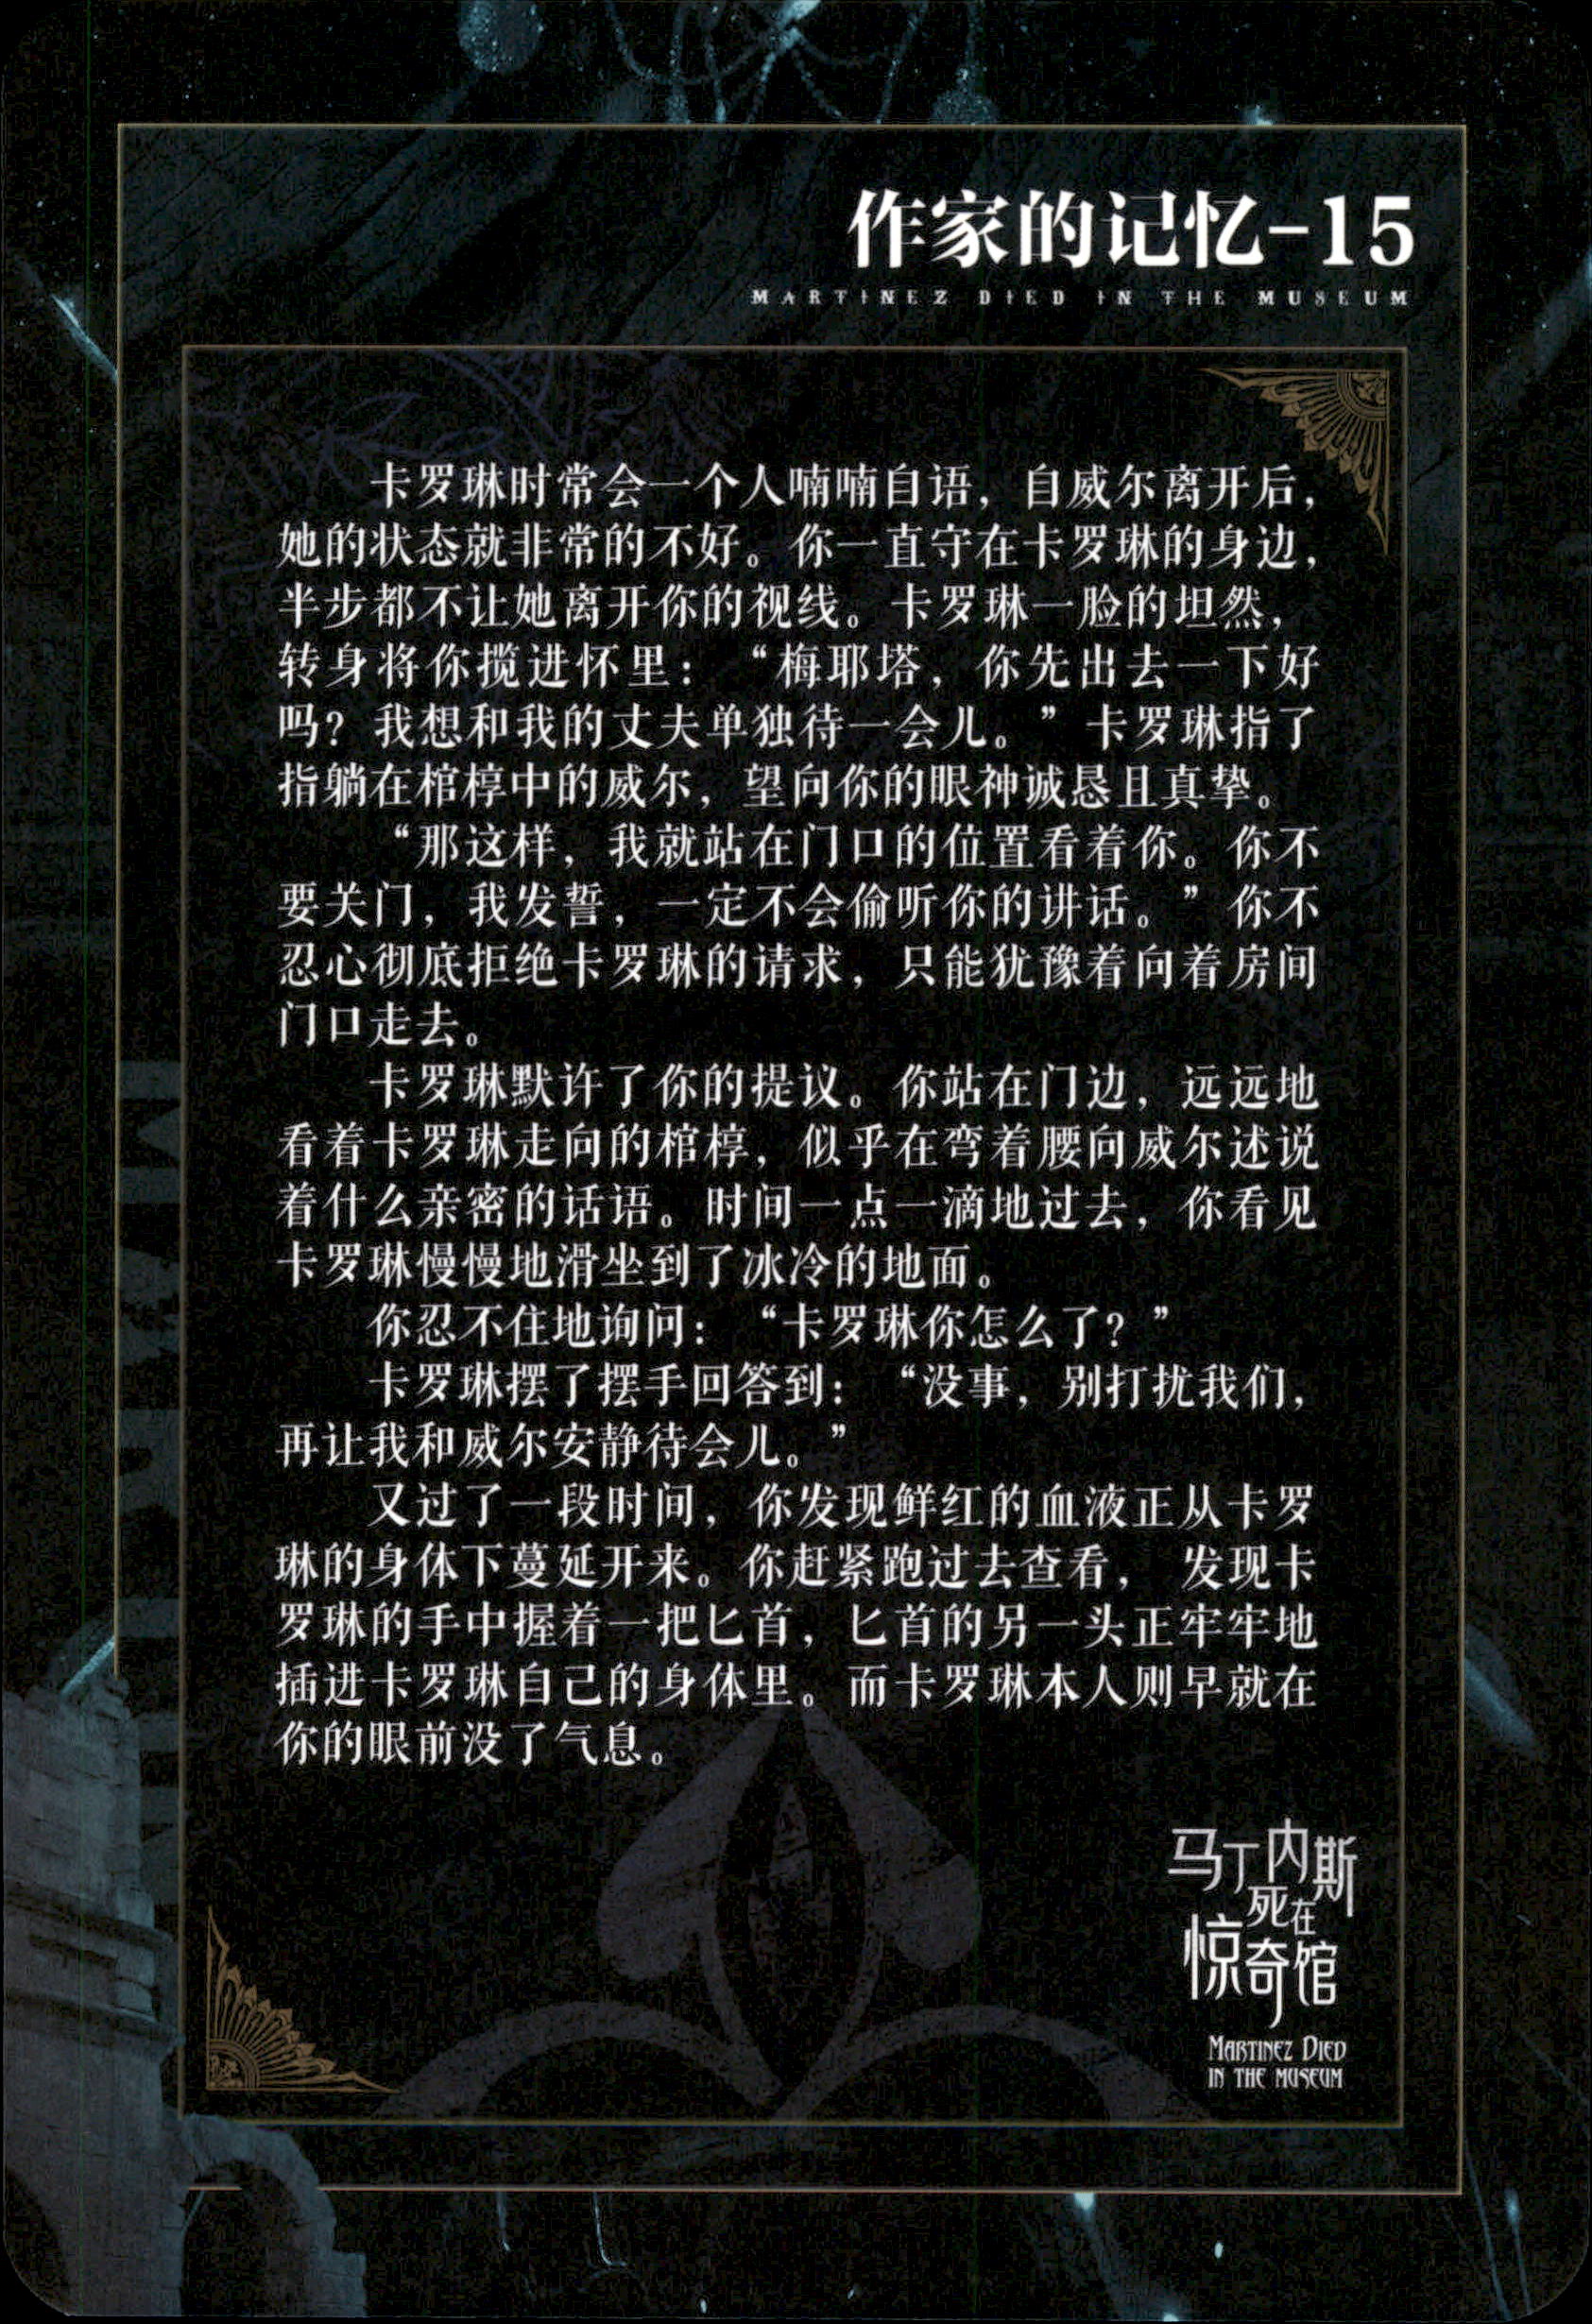 作家的记忆-15
MARTINEZ DIED IN THE MUSEUM
卡罗琳时常会一个人喃喃自语，自威尔离开后，
她的状态就非常的不好。你一直守在卡罗琳的身边，
半步都不让她离开你的视线。卡罗琳一脸的坦然，
转身将你揽进怀里：“梅耶塔，你先出去一下好
吗？我想和我的丈夫单独待一会儿。”卡罗琳指了
指躺在棺椁中的威尔，望向你的眼神诚恳且真挚。
“那这样，我就站在门口的位置看着你。你不
要关门，我发誓，一定不会偷听你的讲话。”你不
忍心彻底拒绝卡罗琳的请求，只能犹豫着向着房间
门口走去。
卡罗琳默许了你的提议。你站在门边，远远地
看着卡罗琳走向的棺椁，似乎在弯着腰向威尔述说
着什么亲密的话语。时间一点一滴地过去，你看见
卡罗琳慢慢地滑坐到了冰冷的地面。
你忍不住地询问：“卡罗琳你怎么了？”
卡罗琳摆了摆手回答到：“没事，别打扰我们，
再让我和威尔安静待会儿。”
又过了一段时间，你发现鲜红的血液正从卡罗
琳的身体下蔓延开来。你赶紧跑过去查看，发现卡
罗琳的手中握着一把匕首，匕首的另一头正牢牢地
插进卡罗琳自己的身体里。而卡罗琳本人则早就在
你的眼前没了气息。
马丁内斯
死在
惊奇馆
MARTINEZ DIED
IN THE MUSEUM